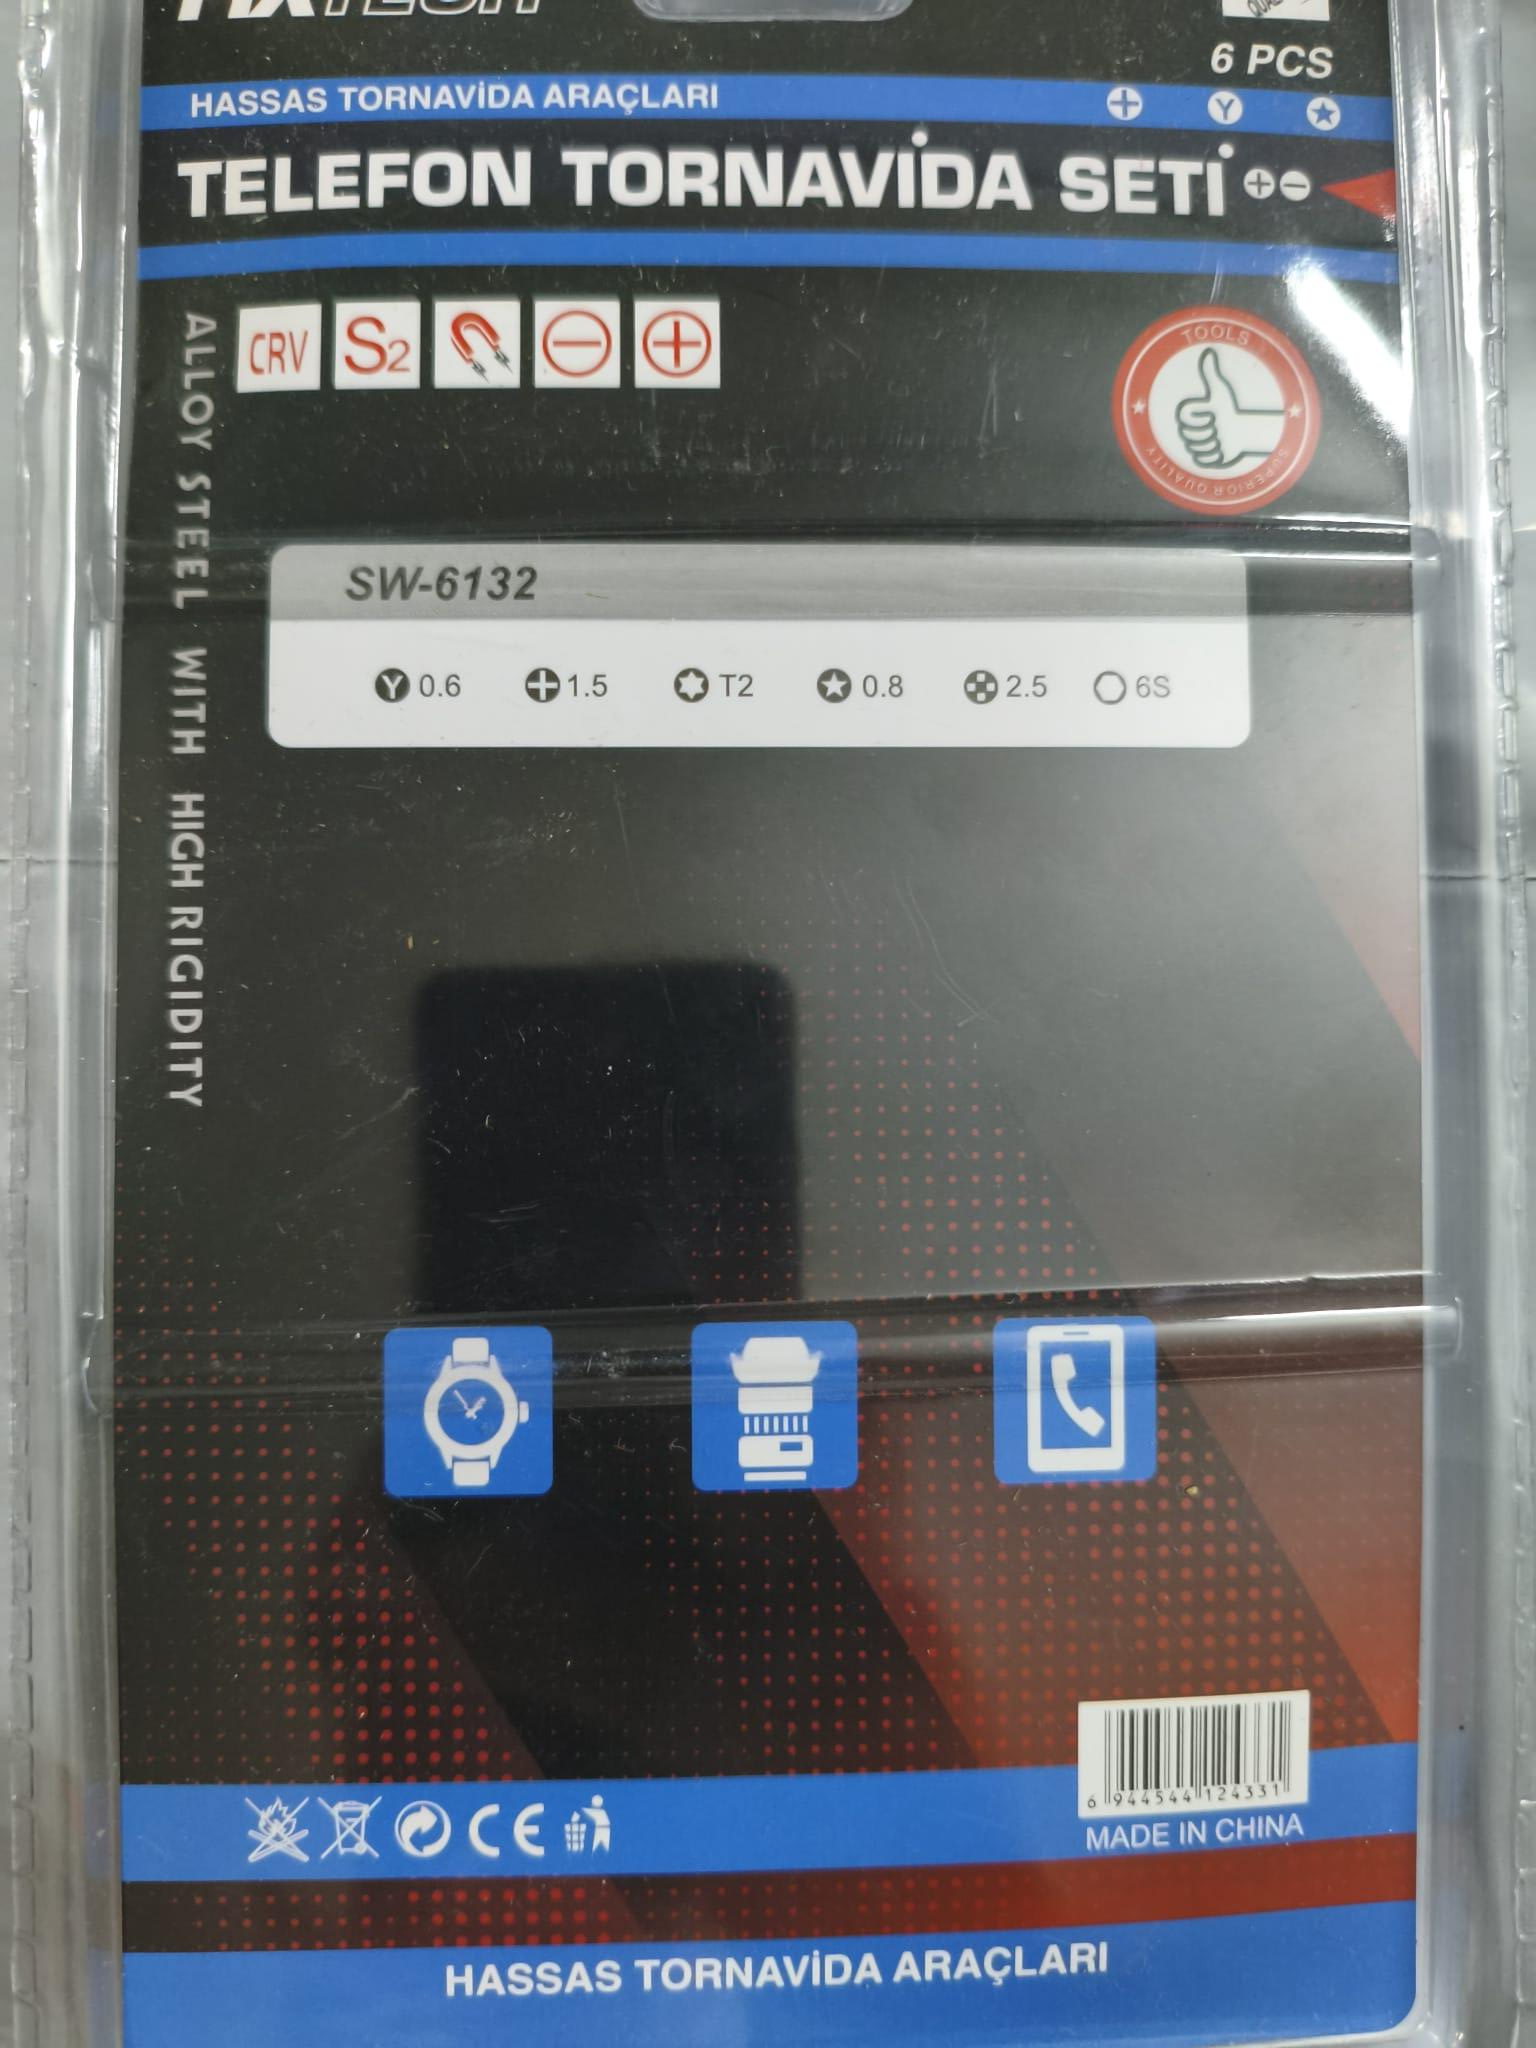 6 PCS
HASSAS TORNAVİDA ARAÇLARI
Y
TELEFON TORNAVİDA SETİ
ALLOY STEEL WITH HIGH RIGIDITY
CRV S2
TOOLS
SUPERIOR QUALITY
SW-6132
Y 0.6 1.5 T2 0.8 2.5 6S
6 944544 124331
MADE IN CHINA
CE
HASSAS TORNAVİDA ARAÇLARI